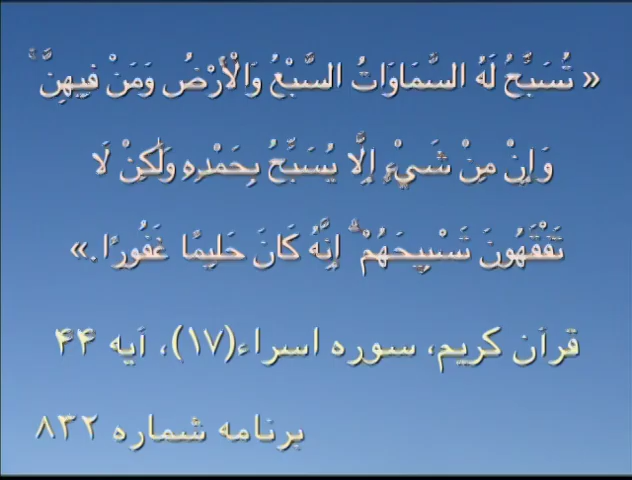 « تُسَبِّحُ لَهُ السَّمَاوَاتُ السَّبْعُ وَالْأَرْضُ وَمَنْ فِيهِنَّ ۚ
وَإِنْ مِنْ شَيْءٍ إِلَّا يُسَبِّحُ بِحَمْدِهِ وَلَٰكِنْ لَا
تَفْقَهُونَ تَسْبِيحَهُمْ ۗ إِنَّهُ كَانَ حَلِيمًا غَفُورًا.»
قرآن کریم، سوره اسراء(۱۷)، آیه ۴۴
برنامه شماره ۸۳۲